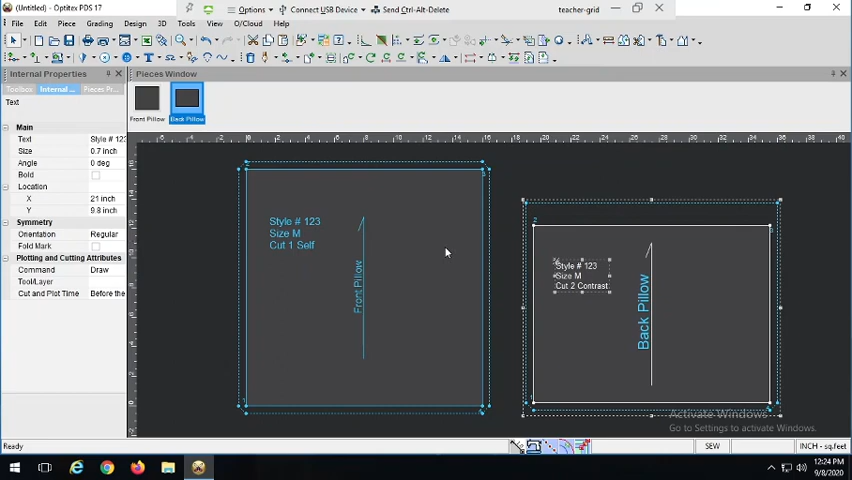 (Untitled) - Optitex PDS 17
Options
Connect USB Device
Send Ctrl-Alt-Delete
teacher-grid
File Edit Piece Grading Design 3D Tools View O/Cloud Help
Internal Properties
Toolbox Internal... Pieces Pr...
Text
Main
Text Style # 123
Size 0.7 inch
Angle 0 deg
Bold
Location
X 21 inch
Y 9.8 inch
Symmetry
Orientation Regular
Fold Mark
Plotting and Cutting Attributes
Command Draw
Tool/Layer
Cut and Plot Time Before the
Pieces Window
Front Pillow
Back Pillow
Style # 123
Size M
Cut 1 Self
Front Pillow
Style # 123
Size M
Cut 2 Contrast
Back Pillow
Activate Windows
Go to Settings to activate Windows.
Ready
SEW
INCH - sq.feet
12:24 PM
9/8/2020